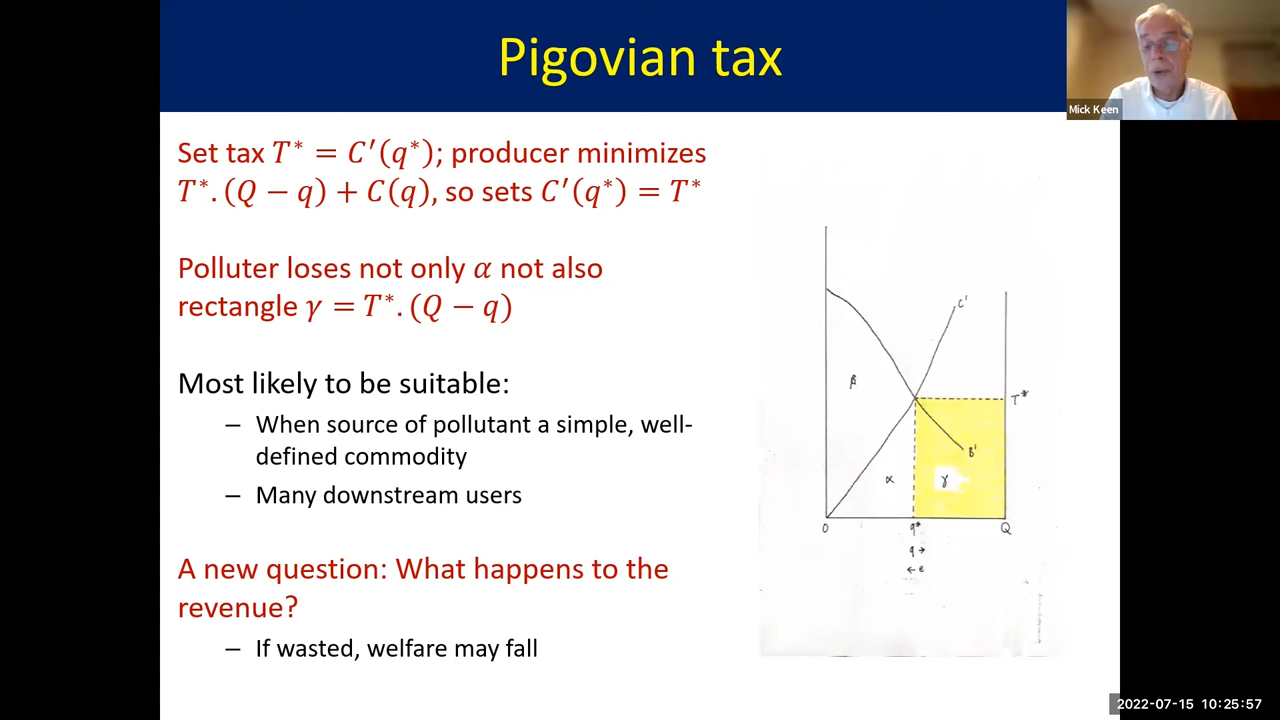 Pigovian tax
Mick Keen
Set tax T* = C′(q*); producer minimizes
T*. (Q − q) + C(q), so sets C′(q*) = T*
Polluter loses not only α not also
rectangle γ = T*. (Q − q)
Most likely to be suitable:
– When source of pollutant a simple, well-
defined commodity
– Many downstream users
A new question: What happens to the
revenue?
– If wasted, welfare may fall
C'
β
T*
B'
α
γ
O
q*
Q
q →
← e
2022-07-15 10:25:57